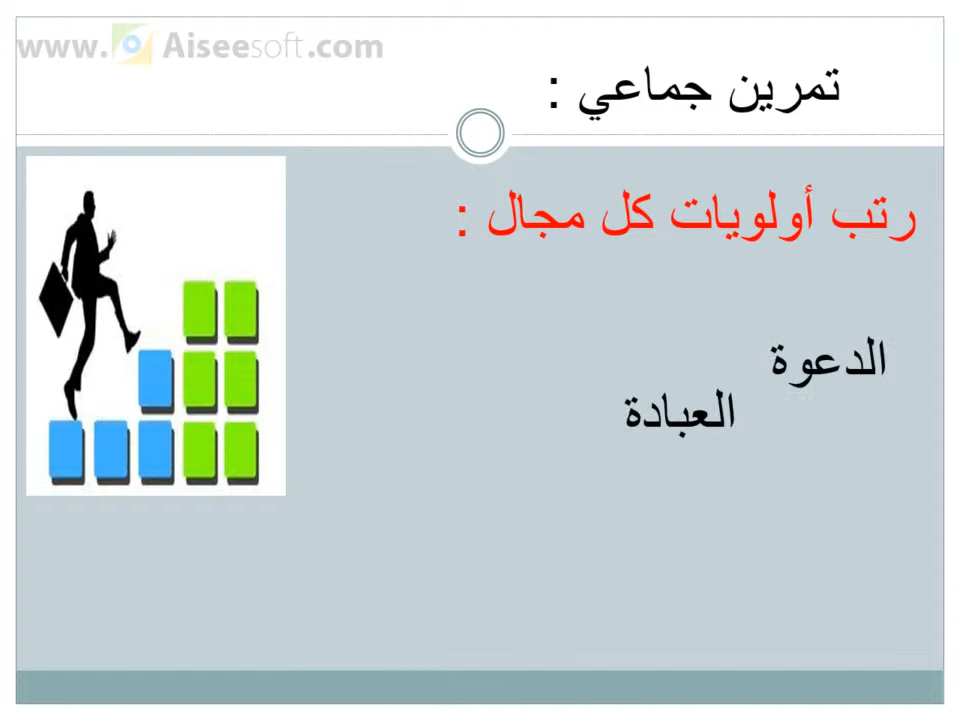 www.Aiseesoft.com
تمرين جماعي :
رتب أولويات كل مجال :
الدعوة
العبادة